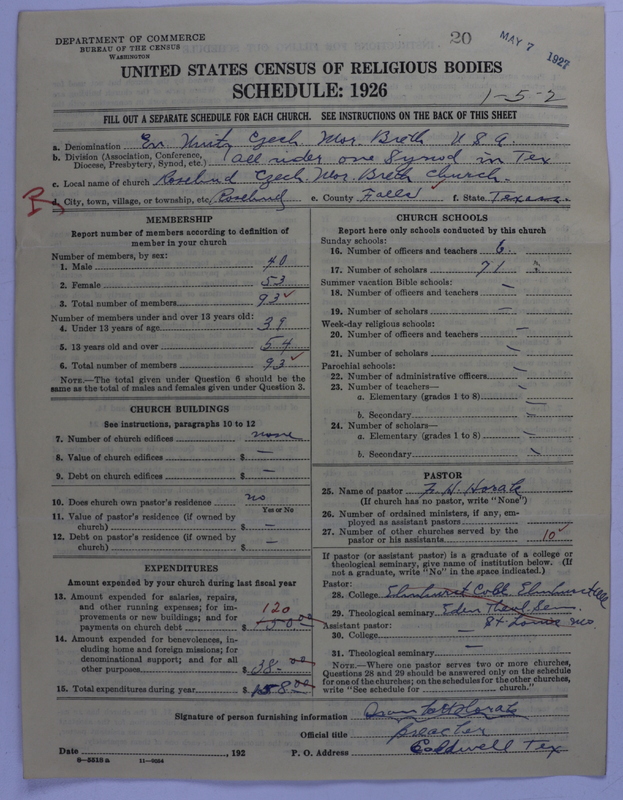 DEPARTMENT OF COMMERCE
BUREAU OF THE CENSUS
WASHINGTON
20
MAY 7 1927
UNITED STATES CENSUS OF RELIGIOUS BODIES
SCHEDULE: 1926
1-5-2
FILL OUT A SEPARATE SCHEDULE FOR EACH CHURCH. SEE INSTRUCTIONS ON THE BACK OF THIS SHEET
a. Denomination Ev. Unity Czech Mor. Breth U.S.A.
b. Division (Association, Conference, Diocese, Presbytery, Synod, etc.) All under one Synod in Tex
c. Local name of church Rosebud Czech. Mor. Breth Church.
R
d. City, town, village, or township, etc. Rosebud e. County Falls f. State Texas.
MEMBERSHIP
Report number of members according to definition of member in your church
Number of members, by sex:
1. Male 40
2. Female 53
3. Total number of members 93 ✓
Number of members under and over 13 years old:
4. Under 13 years of age 39
5. 13 years old and over 54
6. Total number of members 93 ✓
NOTE.—The total given under Question 6 should be the same as the total of males and females given under Question 3.
CHURCH BUILDINGS
See instructions, paragraphs 10 to 12
7. Number of church edifices none
8. Value of church edifices $ —
9. Debt on church edifices $ —
10. Does church own pastor's residence no
Yes or No
11. Value of pastor's residence (if owned by church) $ —
12. Debt on pastor's residence (if owned by church) $ —
EXPENDITURES
Amount expended by your church during last fiscal year
13. Amount expended for salaries, repairs, and other running expenses; for improvements or new buildings; and for payments on church debt $ 120
14. Amount expended for benevolences, including home and foreign missions; for denominational support; and for all other purposes $ 38.00
15. Total expenditures during year $ 158.00
CHURCH SCHOOLS
Report here only schools conducted by this church
Sunday schools:
16. Number of officers and teachers 6
17. Number of scholars 71
Summer vacation Bible schools:
18. Number of officers and teachers —
19. Number of scholars —
Week-day religious schools:
20. Number of officers and teachers —
21. Number of scholars —
Parochial schools:
22. Number of administrative officers —
23. Number of teachers—
a. Elementary (grades 1 to 8) —
b. Secondary —
24. Number of scholars—
a. Elementary (grades 1 to 8) —
b. Secondary —
PASTOR
25. Name of pastor
(If church has no pastor, write "None")
26. Number of ordained ministers, if any, employed as assistant pastors
27. Number of other churches served by the pastor or his assistants 10 ✓
If pastor (or assistant pastor) is a graduate of a college or theological seminary, give name of institution below. (If not a graduate, write "No" in the space indicated.)
Pastor:
28. College Elmhurst Coll. Elmhurst Ill
29. Theological seminary Eden Theol. Sem.
St Louis Mo.
Assistant pastor:
30. College —
31. Theological seminary —
NOTE.—Where one pastor serves two or more churches, Questions 28 and 29 should be answered only on the schedule for one of the churches; on the schedules for the other churches, write "See schedule for church."
Signature of person furnishing information
Official title Preacher
Date , 192 P. O. Address Caldwell Tex
8—5518a 11—9054